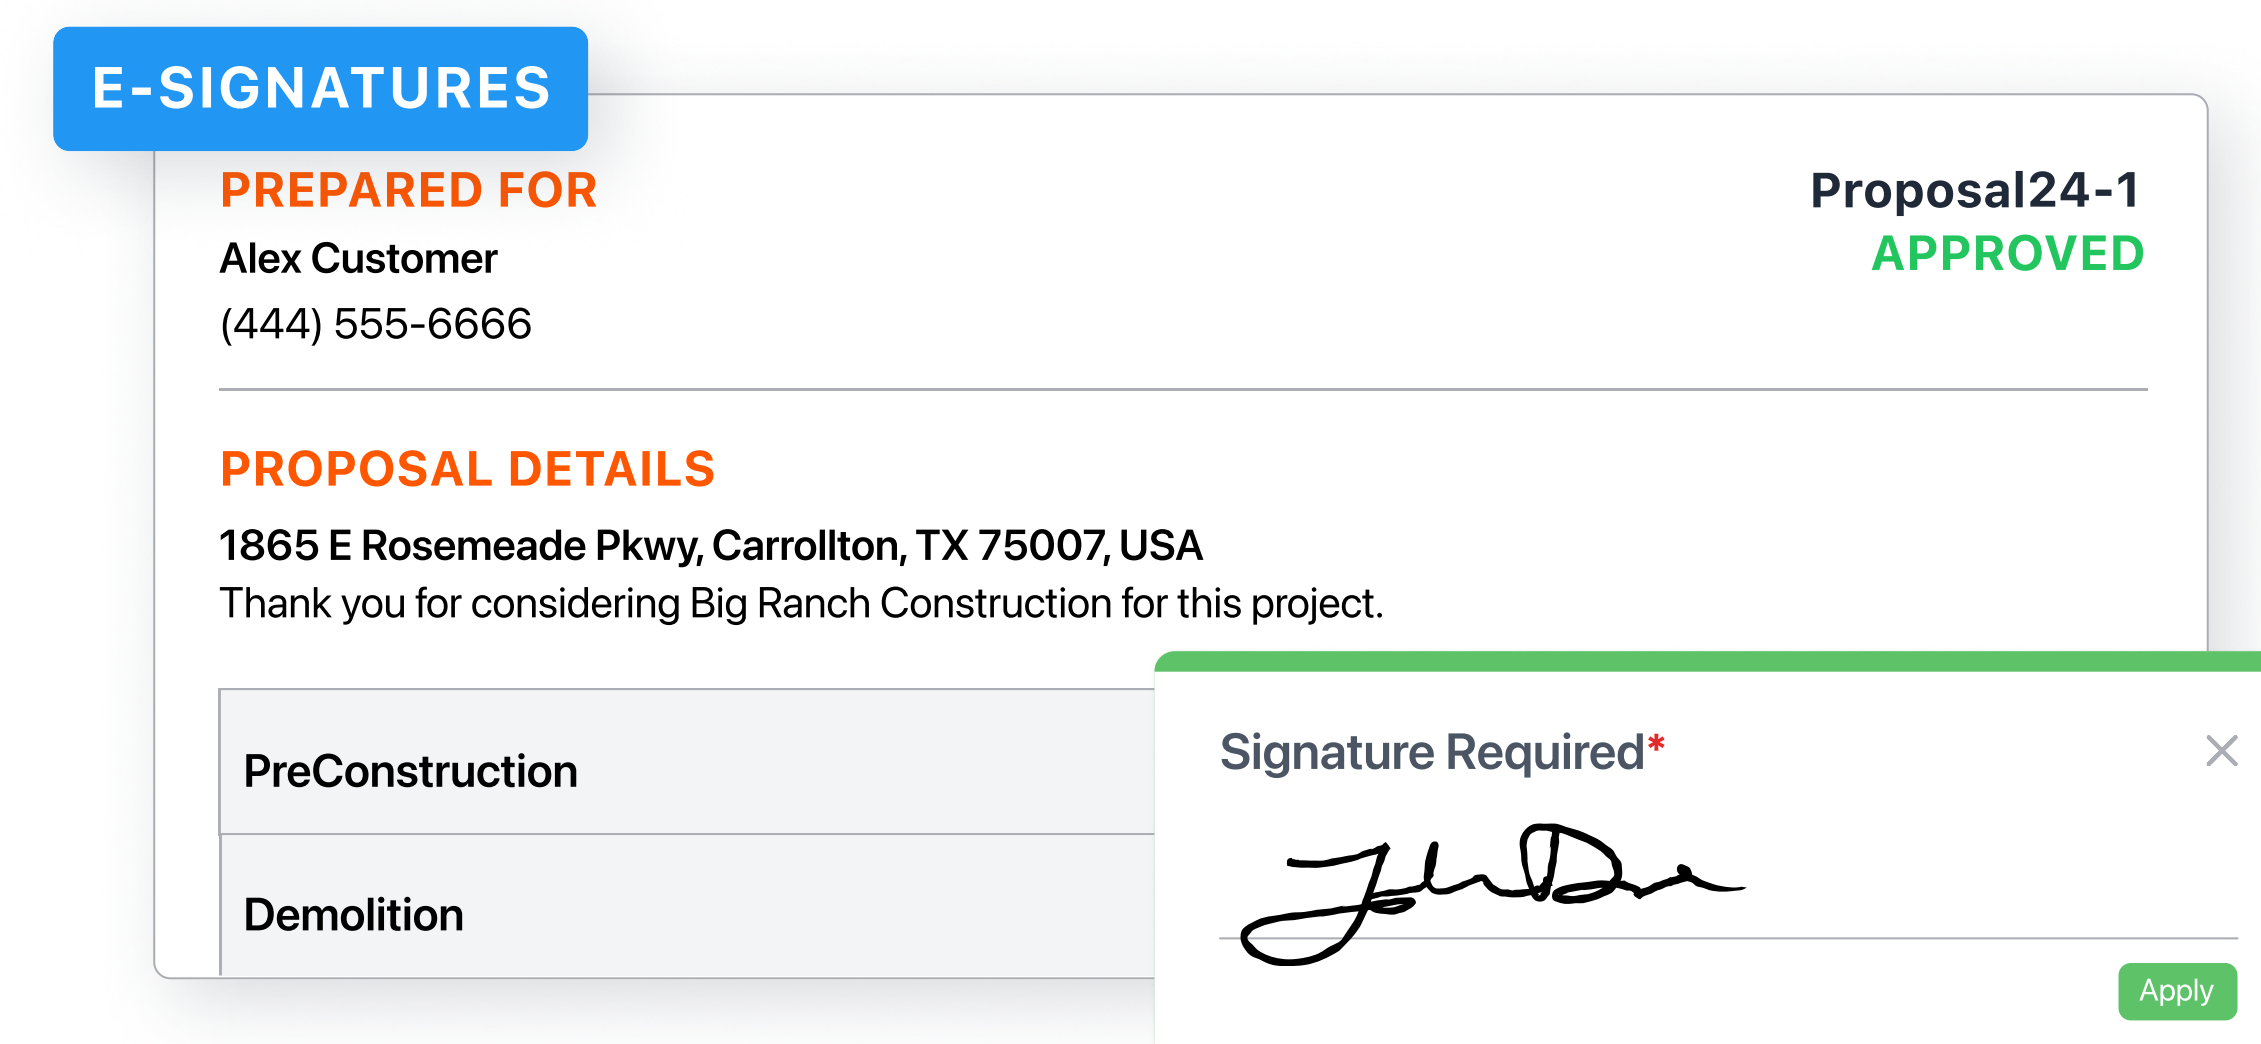 E-SIGNATURES
PREPARED FOR
Alex Customer
(444) 555-6666
Proposal24-1
APPROVED
PROPOSAL DETAILS
1865 E Rosemeade Pkwy, Carrollton, TX 75007, USA
Thank you for considering Big Ranch Construction for this project.
PreConstruction
Demolition
Signature Required*
Apply